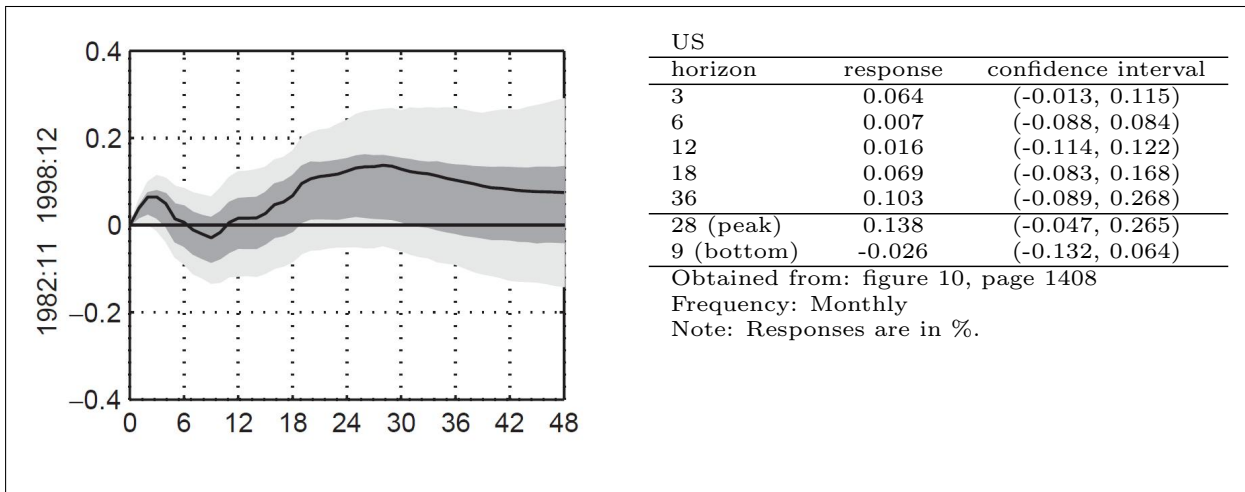 0.4
0.2
0
−0.2
−0.4
1982:11 1998:12
0 6 12 18 24 30 36 42 48
US
horizon response confidence interval
3 0.064 (-0.013, 0.115)
6 0.007 (-0.088, 0.084)
12 0.016 (-0.114, 0.122)
18 0.069 (-0.083, 0.168)
36 0.103 (-0.089, 0.268)
28 (peak) 0.138 (-0.047, 0.265)
9 (bottom) -0.026 (-0.132, 0.064)
Obtained from: figure 10, page 1408
Frequency: Monthly
Note: Responses are in %.